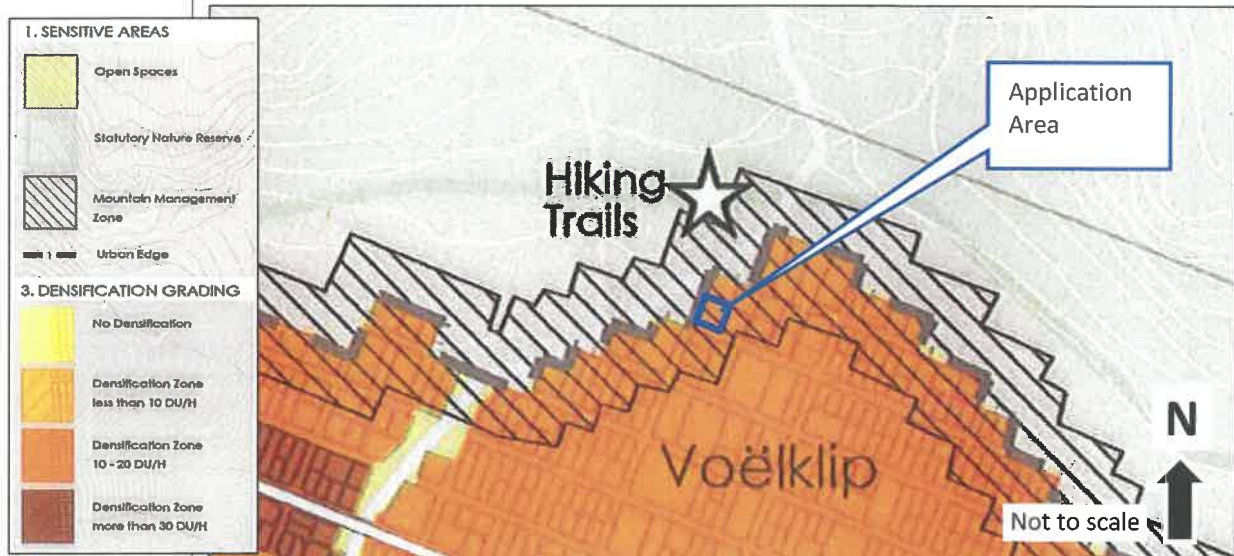 1. SENSITIVE AREAS
Open Spaces
Statutory Nature Reserve
Mountain Management
Zone
1
Urban Edge
3. DENSIFICATION GRADING
No Densification
Densification Zone
less than 10 DU/H
Densification Zone
10 - 20 DU/H
Densification Zone
more than 30 DU/H
Application
Area
Hiking
Trails
Voëlklip
N
Not to scale